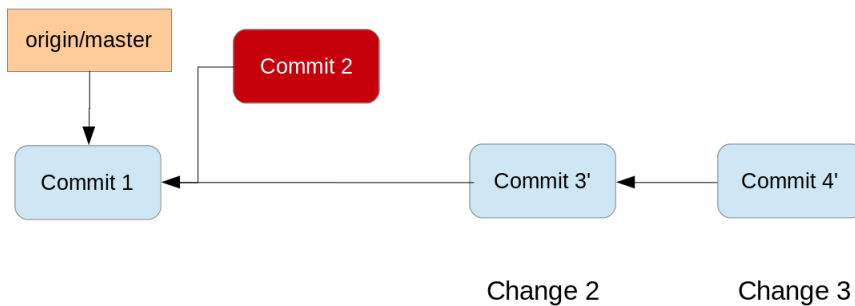 origin/master
Commit 2
Commit 1
Commit 3'
Commit 4'
Change 2
Change 3